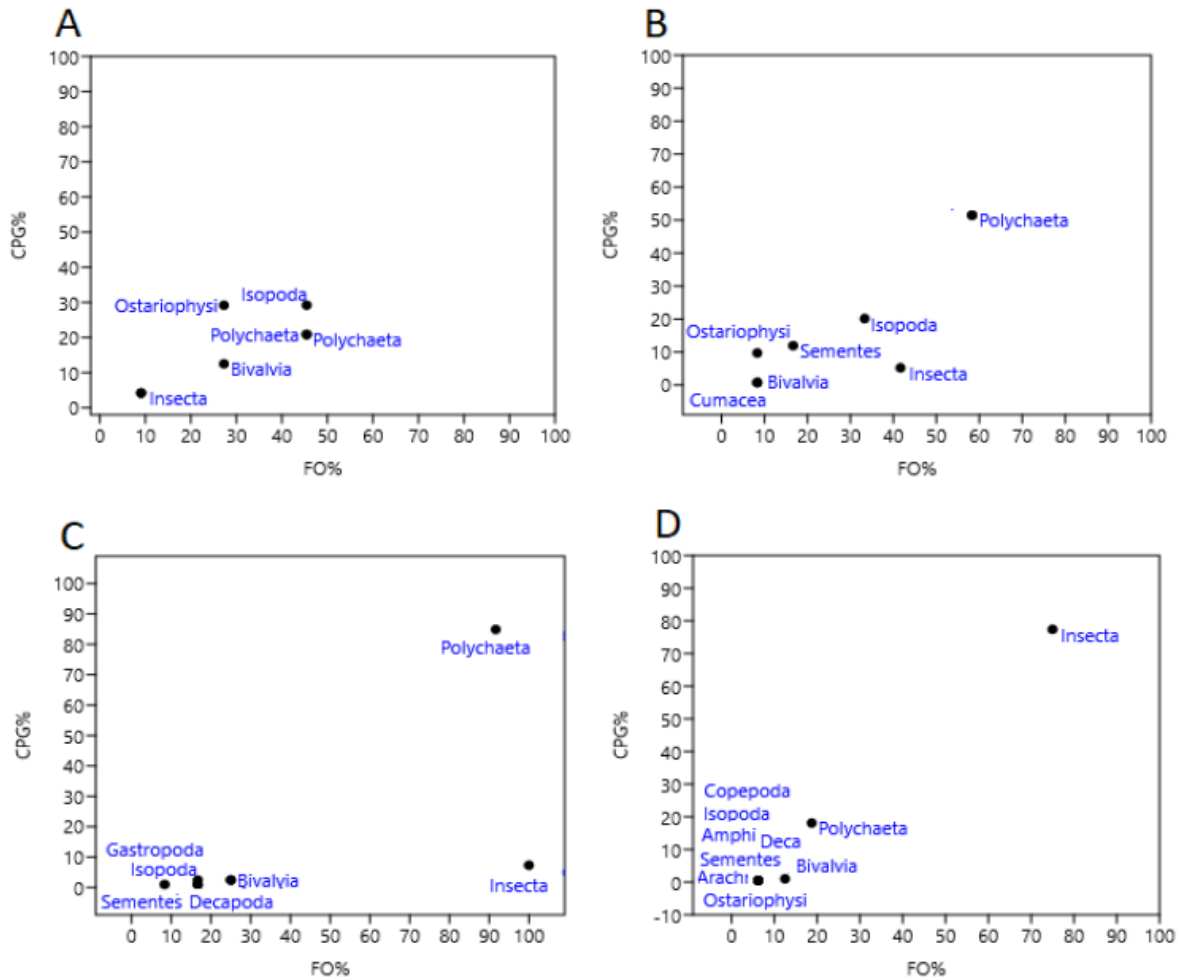 A
100
90
80
70
60
50
40
30
20
10
0
CPG%
Ostariophysi
Isopoda
Polychaeta
Polychaeta
Bivalvia
Insecta
0 10 20 30 40 50 60 70 80 90 100
FO%
B
100
90
80
70
60
50
40
30
20
10
0
CPG%
Polychaeta
Isopoda
Ostariophysi
Sementes
Insecta
Bivalvia
Cumacea
0 10 20 30 40 50 60 70 80 90 100
FO%
C
100
90
80
70
60
50
40
30
20
10
0
CPG%
Polychaeta
Gastropoda
Isopoda
Bivalvia
Insecta
Sementes Decapoda
0 10 20 30 40 50 60 70 80 90 100
FO%
D
100
90
80
70
60
50
40
30
20
10
0
-10
CPG%
Insecta
Copepoda
Isopoda
Polychaeta
Amphi Deca
Sementes Bivalvia
Ostariophysi
0 10 20 30 40 50 60 70 80 90 100
FO%